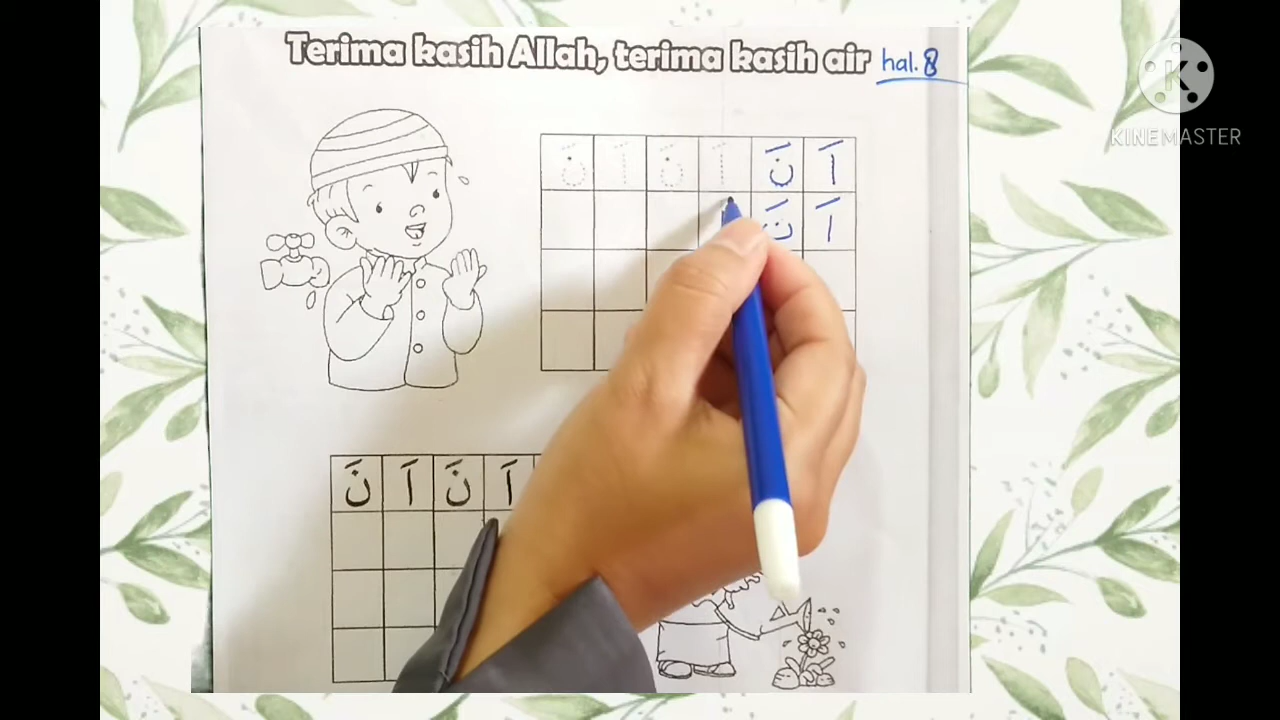 Terima kasih Allah, terima kasih air hal. 8
KINEMASTER
اَ نَ اَ نَ اَ نَ
اَ نَ
اَ نَ اَ نَ